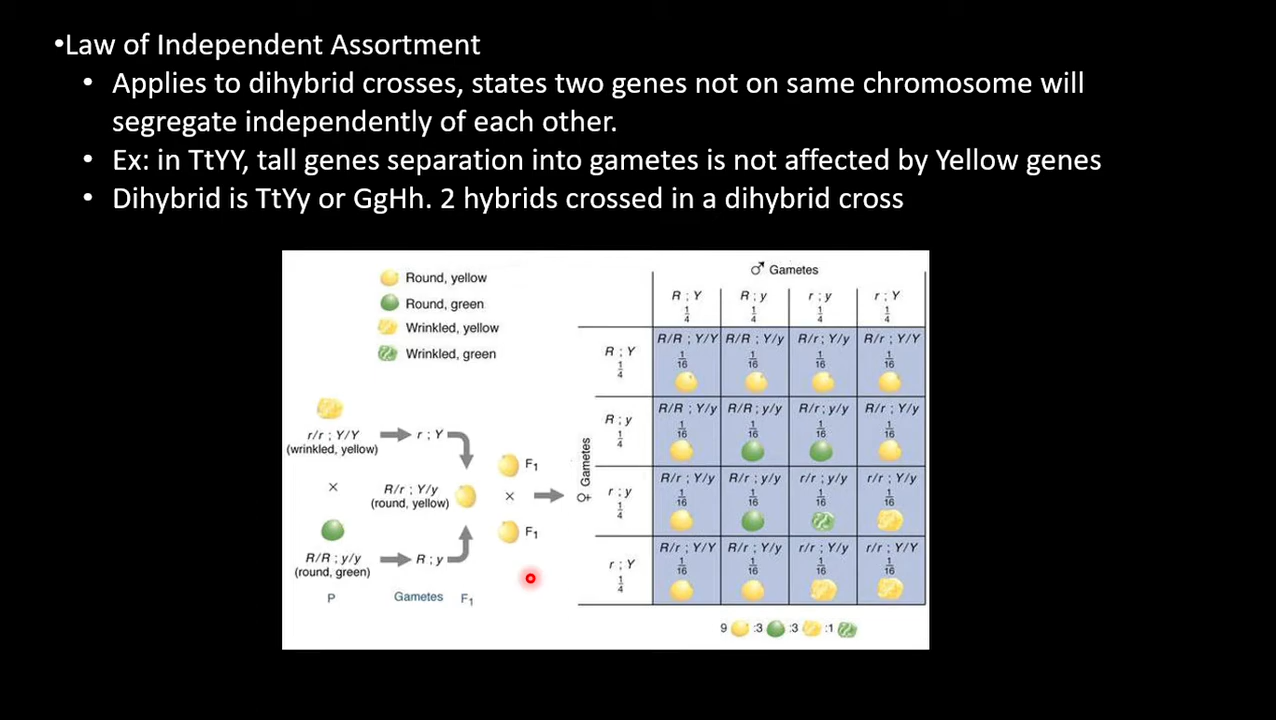 •Law of Independent Assortment
• Applies to dihybrid crosses, states two genes not on same chromosome will
segregate independently of each other.
• Ex: in TtYY, tall genes separation into gametes is not affected by Yellow genes
• Dihybrid is TtYy or GgHh. 2 hybrids crossed in a dihybrid cross
Round, yellow
Round, green
Wrinkled, yellow
Wrinkled, green
r/r ; Y/Y
(wrinkled, yellow)
r ; Y
×
R/r ; Y/y
(round, yellow)
R/R ; y/y
(round, green)
R ; y
P
Gametes
F1
F1
×
F1
♂ Gametes
♀ Gametes
R ; Y R ; y r ; y r ; Y
1/4 1/4 1/4 1/4
R ; Y R/R ; Y/Y R/R ; Y/y R/r ; Y/y R/r ; Y/Y
1/4 1/16 1/16 1/16 1/16
R ; y R/R ; Y/y R/R ; y/y R/r ; y/y R/r ; Y/y
1/4 1/16 1/16 1/16 1/16
r ; y R/r ; Y/y R/r ; y/y r/r ; y/y r/r ; Y/y
1/4 1/16 1/16 1/16 1/16
r ; Y R/r ; Y/Y R/r ; Y/y r/r ; Y/y r/r ; Y/Y
1/4 1/16 1/16 1/16 1/16
9 :3 :3 :1